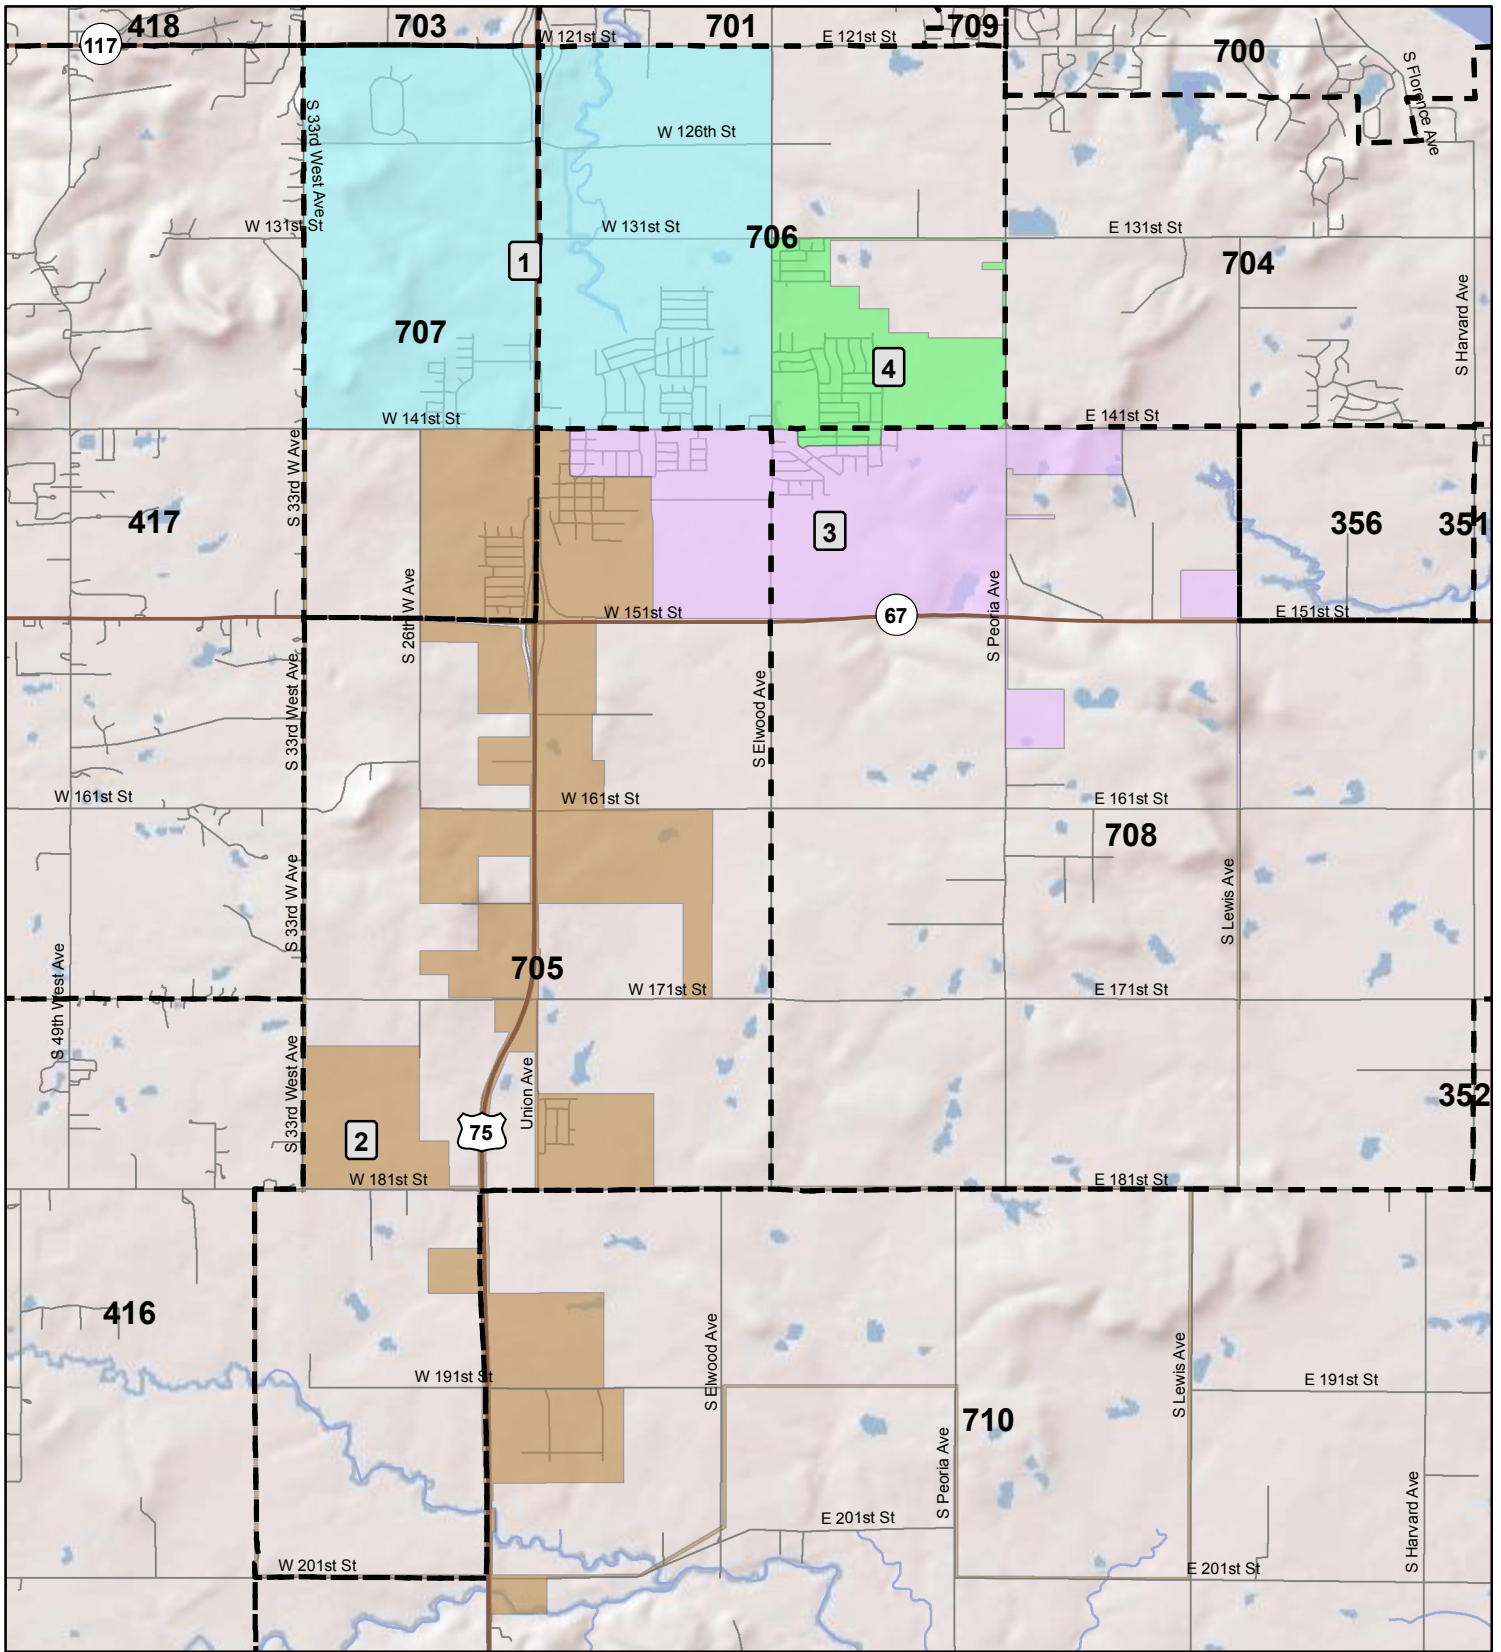 418
703
701
709
117
W 121st St
E 121st St
700
S Florence Ave
S 33rd West Ave
W 126th St
W 131st St
W 131st St
706
E 131st St
1
704
S Harvard Ave
707
4
W 141st St
E 141st St
S 33rd W Ave
417
3
356
351
S 26th W Ave
W 151st St
67
S Peoria Ave
E 151st St
S 33rd West Ave
S Elwood Ave
W 161st St
W 161st St
E 161st St
708
S 33rd W Ave
S Lewis Ave
S 49th West Ave
705
W 171st St
E 171st St
S 33rd West Ave
Union Ave
352
2
75
W 181st St
E 181st St
416
S Elwood Ave
S Lewis Ave
W 191st St
E 191st St
710
S Peoria Ave
S Harvard Ave
E 201st St
W 201st St
E 201st St